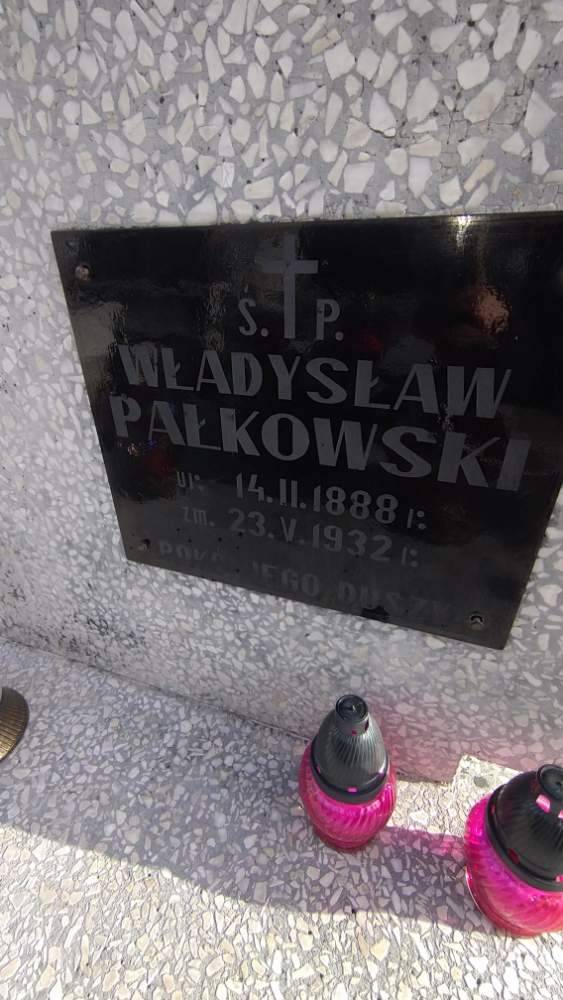 Ś. P.
WŁADYSŁAW
PAŁKOWSKI
ur. 14.II.1888 r.
zm. 23.V.1932 r.
JEGO DUSZY